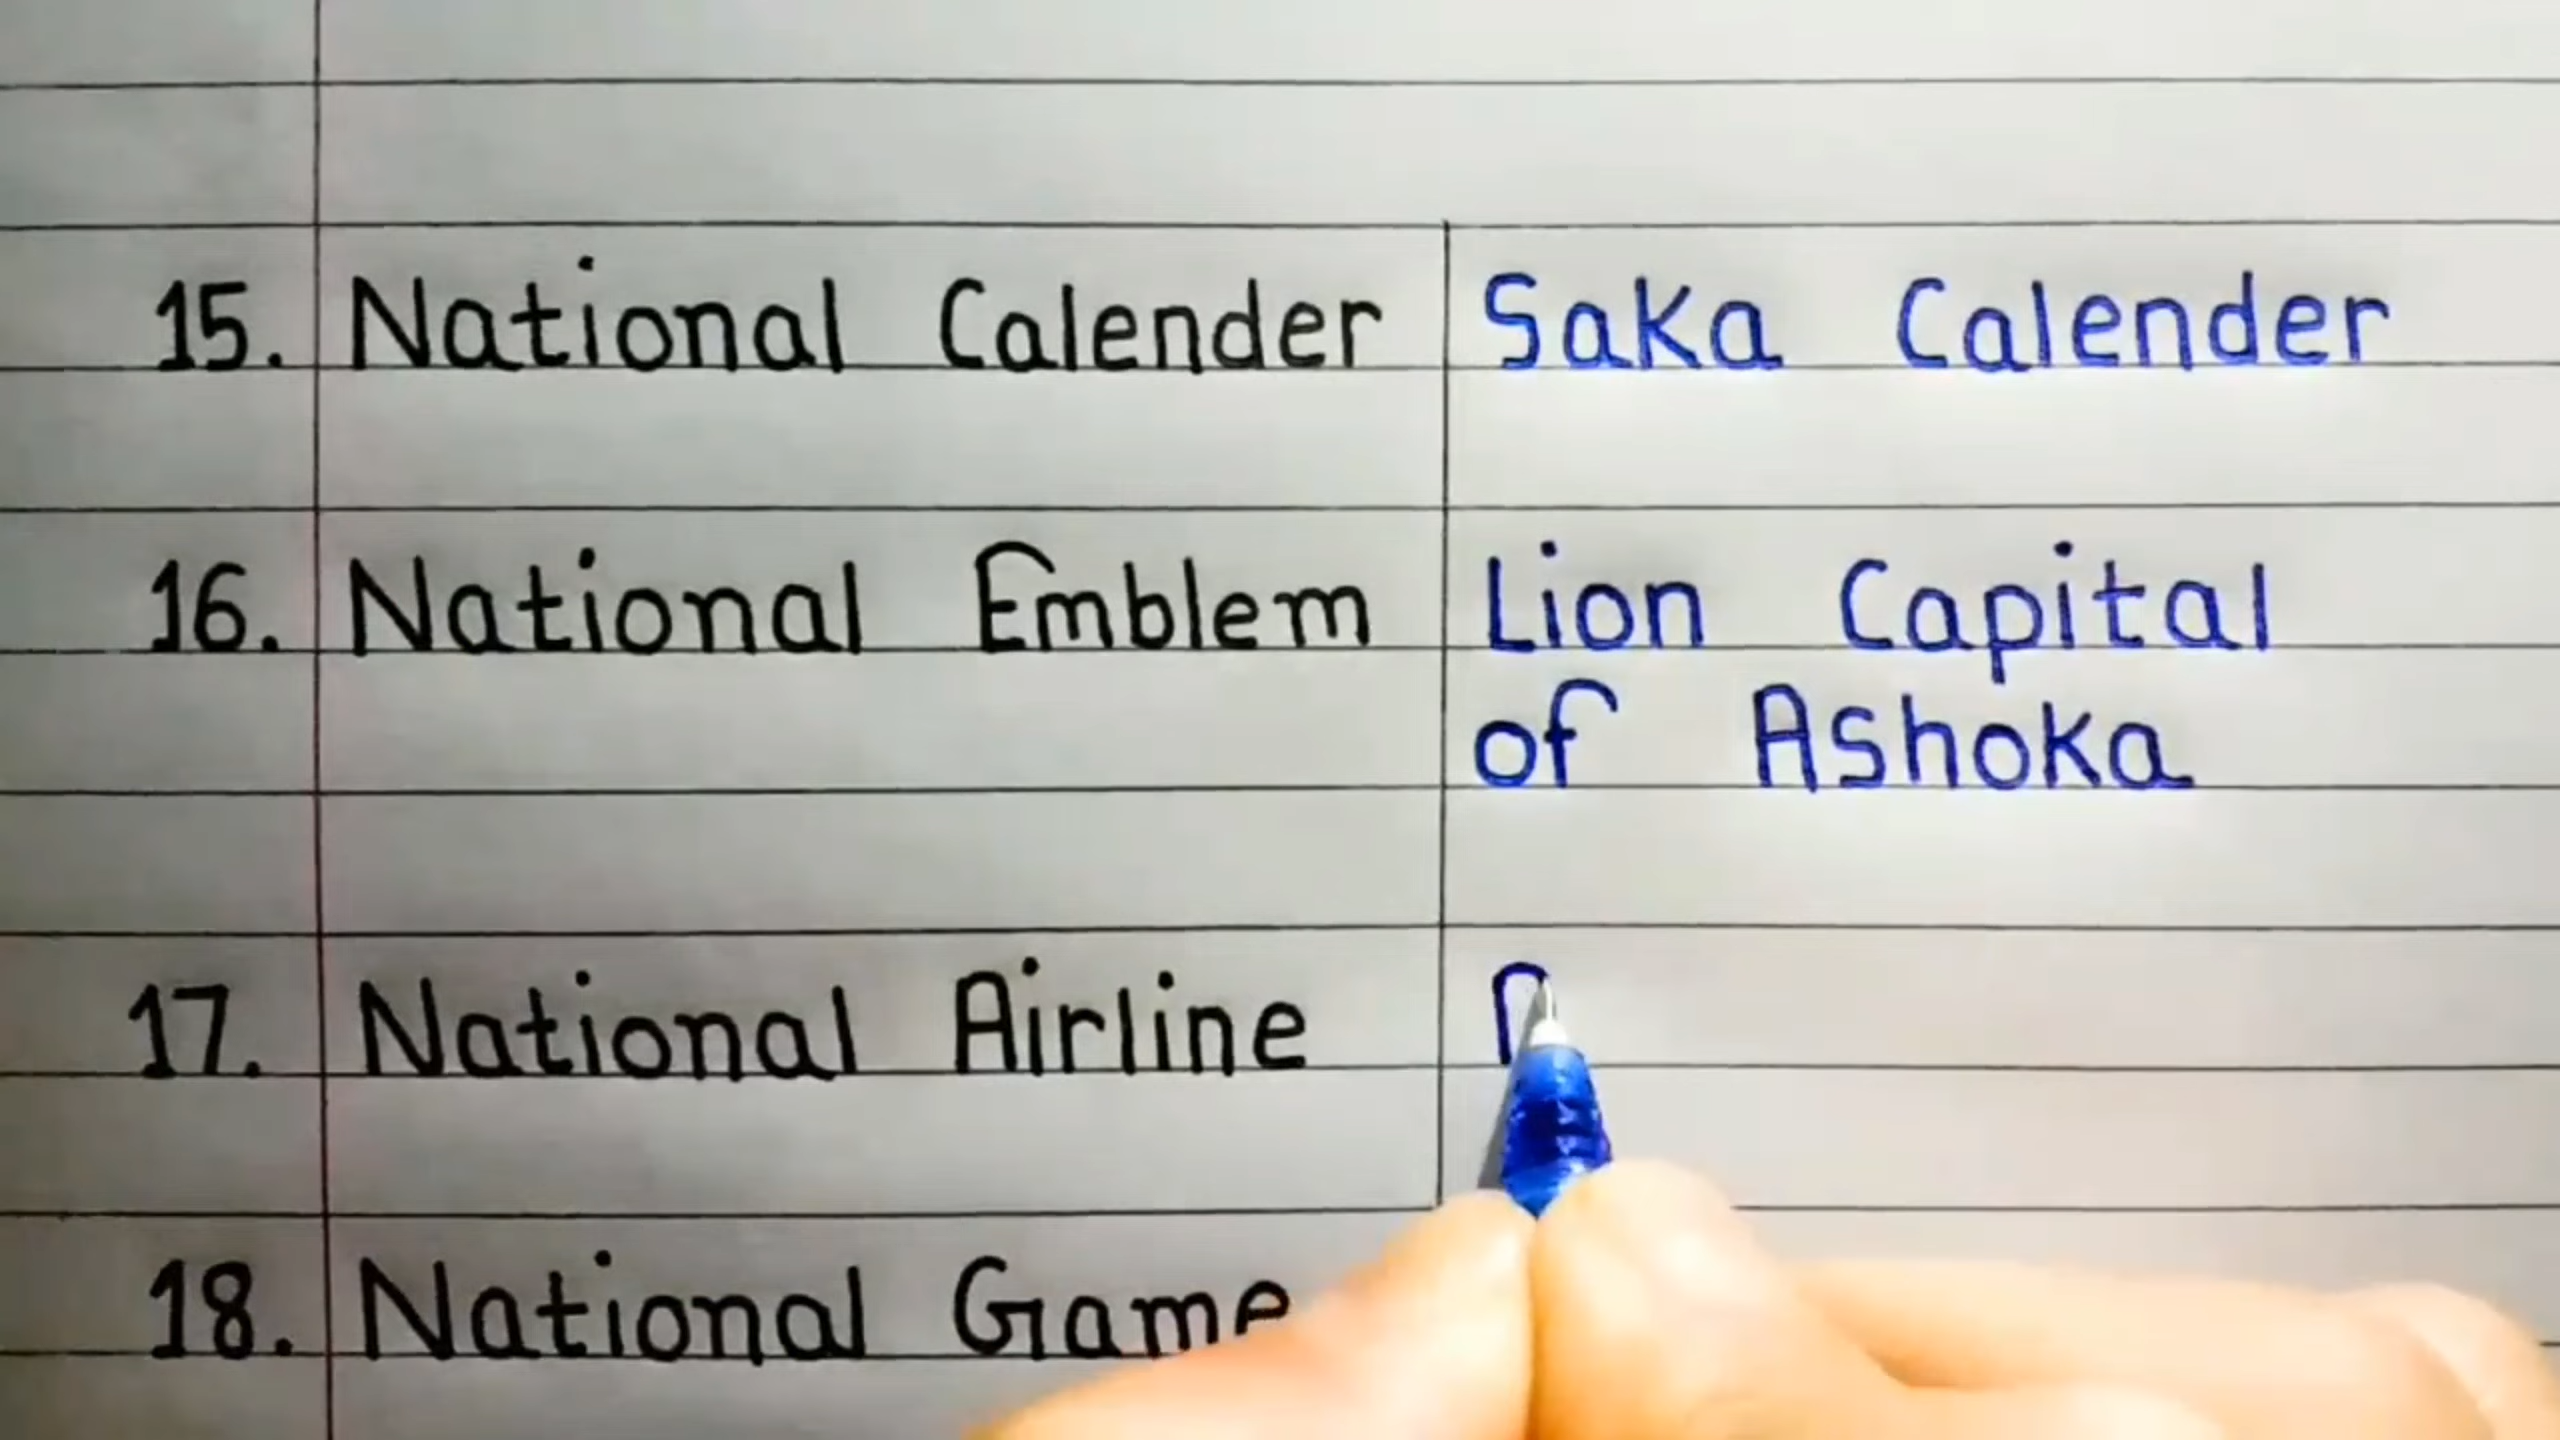 15. National Calender Saka Calender
16. National Emblem Lion Capital
of Ashoka
17. National Airline
18. National Game